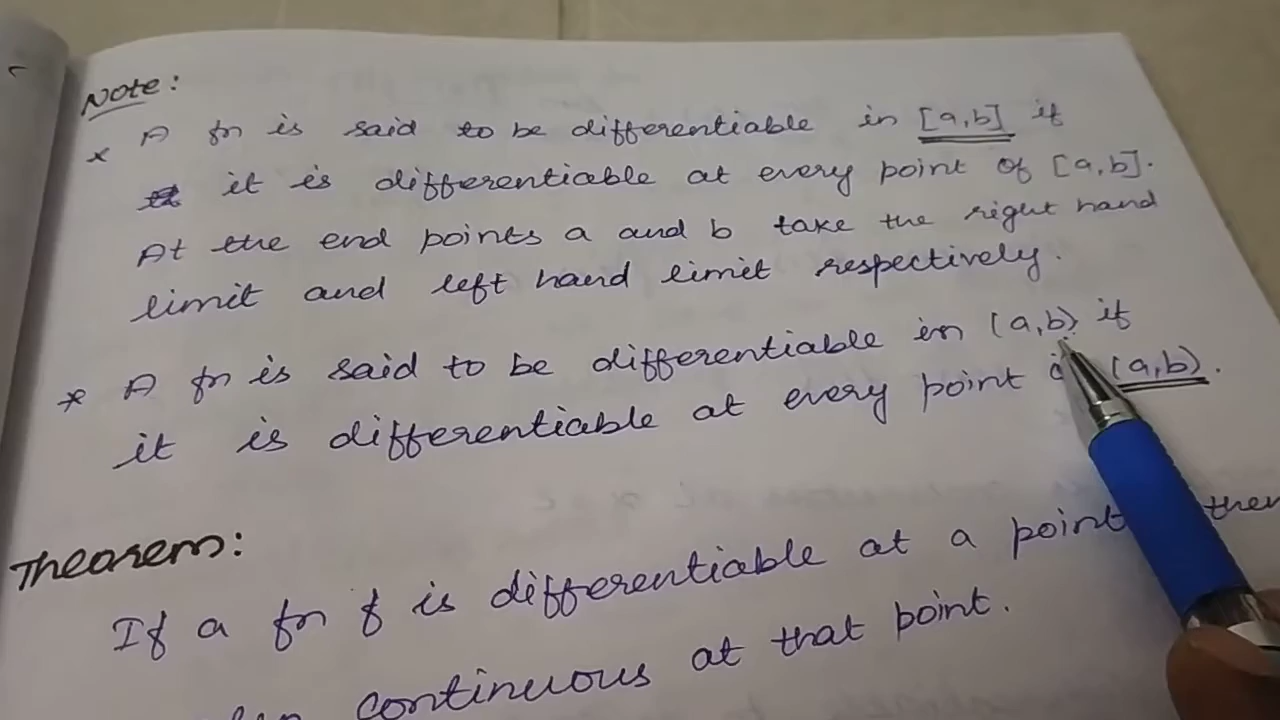 Note:
* A fn is said to be differentiable in [a,b] if
it is differentiable at every point of [a,b].
At the end points a and b take the right hand
limit and left hand limit respectively.
* A fn is said to be differentiable in (a,b) if
it is differentiable at every point (a,b).
Theorem:
If a fn f is differentiable at a point then
continuous at that point.